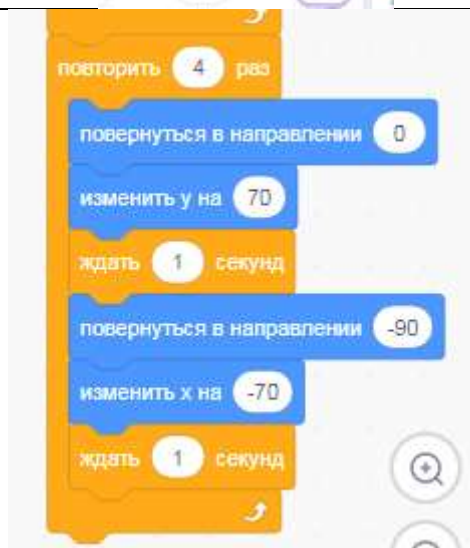 повторить 4 раз
повернуться в направлении 0
изменить y на 70
ждать 1 секунд
повернуться в направлении -90
изменить x на -70
ждать 1 секунд